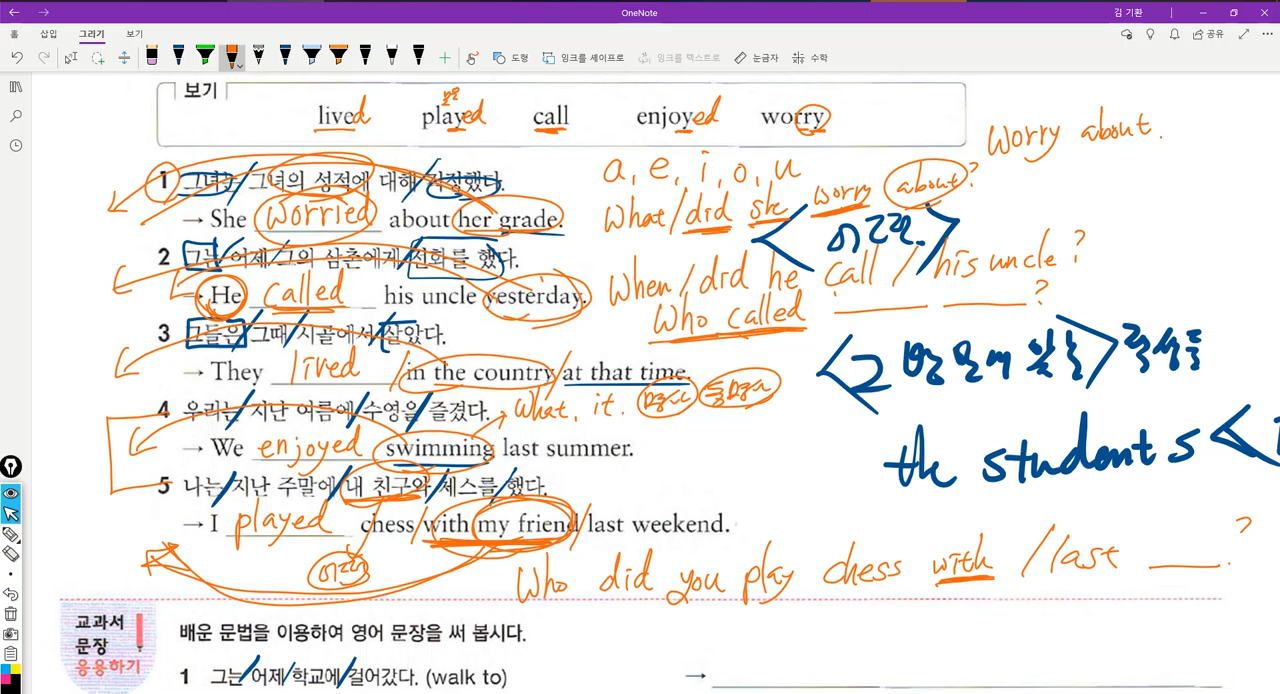 OneNote
김 기환
홈 삽입 그리기 보기
도형 잉크를 셰이프로 잉크를 텍스트로 눈금자 수학 공유
보기
lived played call enjoyed worry
worry about.
a, e, i, o, u
1 그녀는/ 그녀의 성적에 대해/ 걱정했다.
→ She worried about her grade.
What/did she worry about?
2 그는/ 어제/그의 삼촌에게/ 전화를 했다.
→ He called his uncle yesterday.
When/did he call / his uncle?
Who called ?
3 그들은/ 그때/ 시골에서/ 살았다.
→ They lived /in the country/ at that time.
4 우리는/ 지난 여름에/ 수영을/ 즐겼다.
What, it.
→ We enjoyed swimming last summer.
the students
5 나는/ 지난 주말에/ 내 친구와/ 체스를/ 했다.
→ I played chess/with my friend/last weekend.
Who did you play chess with /last ?
교과서
문장
응용하기
배운 문법을 이용하여 영어 문장을 써 봅시다.
1 그는/ 어제/학교에/걸어갔다. (walk to) →